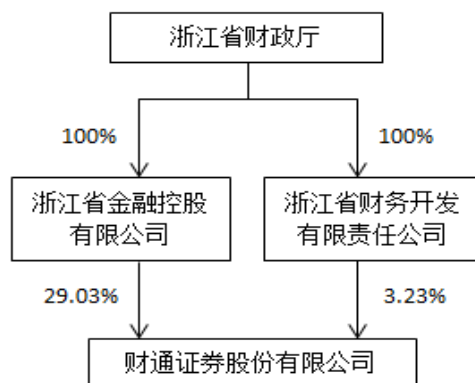 浙江省财政厅
100%
100%
浙江省金融控股
有限公司
浙江省财务开发
有限责任公司
29.03%
3.23%
财通证券股份有限公司